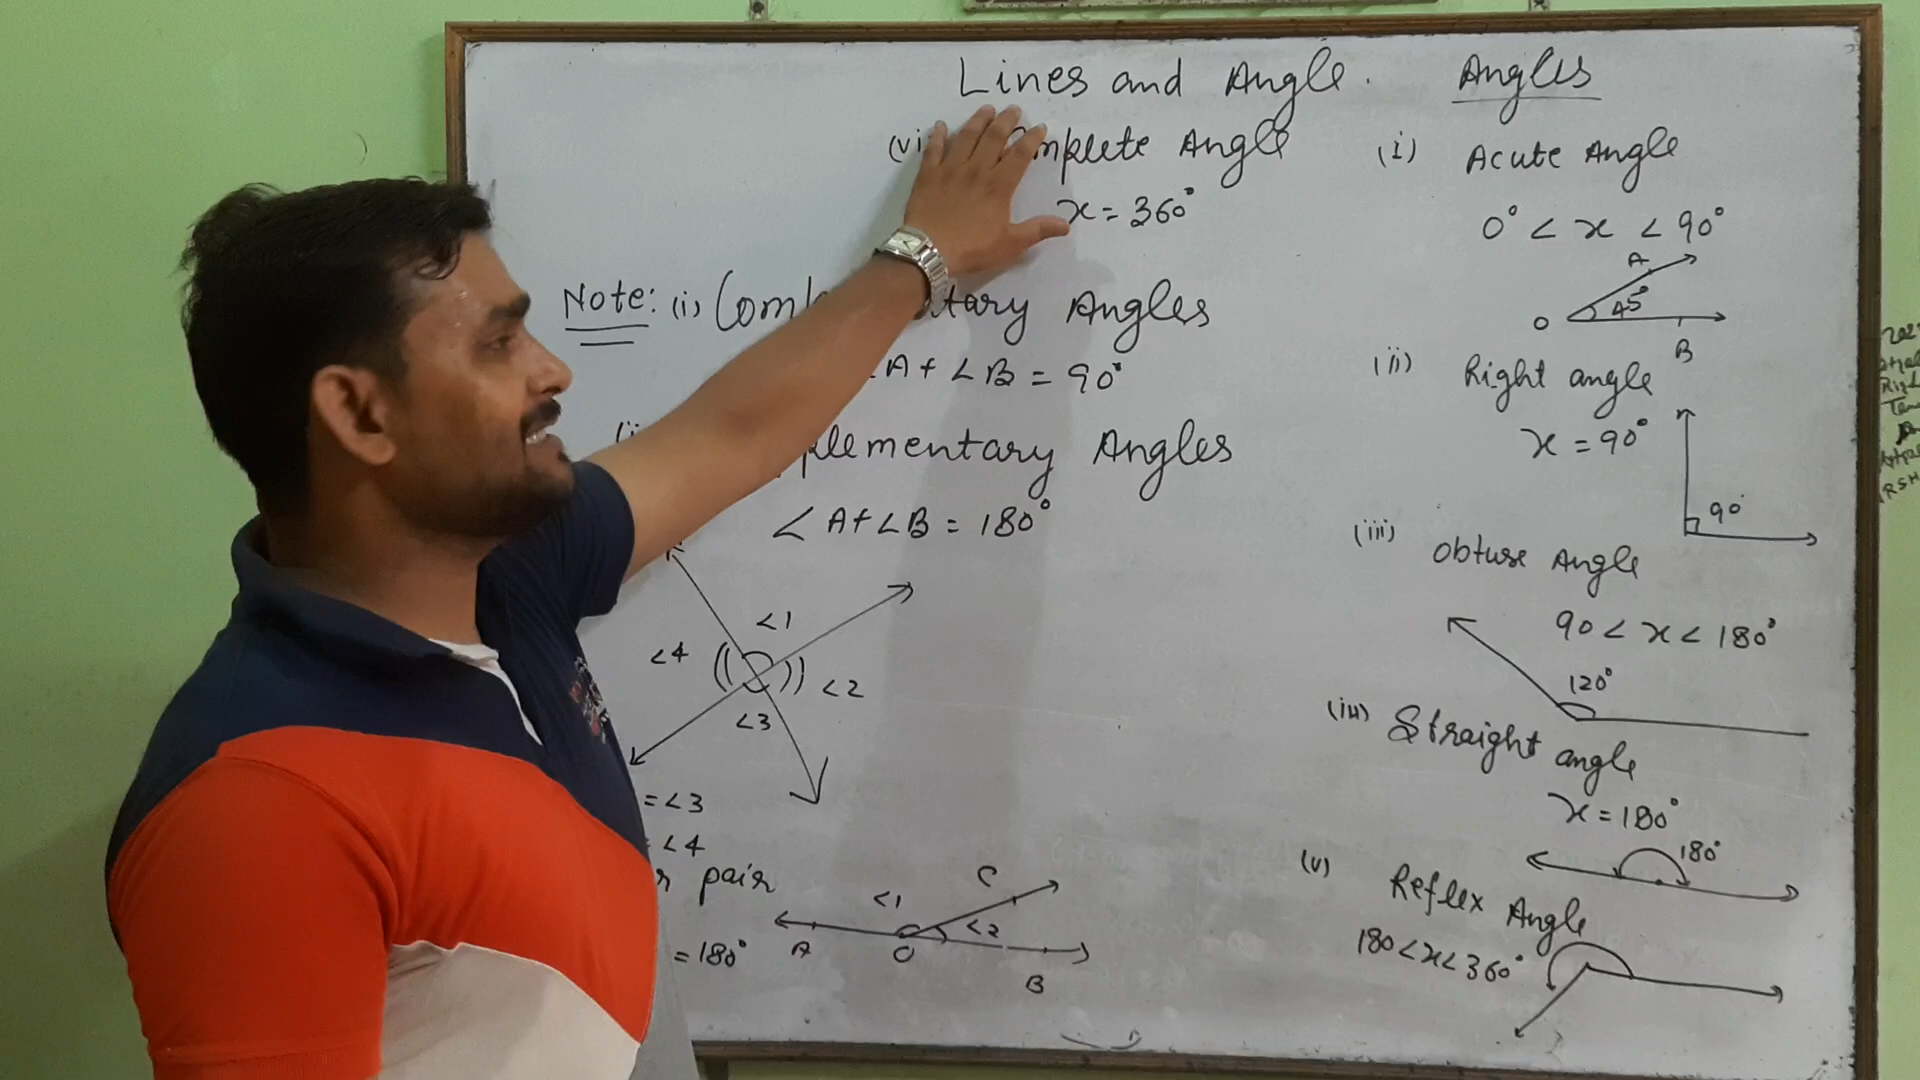 Lines and Angle.
Angles
(vi) Complete Angle
x = 360°
Note: (i) Complementary Angles
∠A + ∠B = 90°
Supplementary Angles
∠A + ∠B = 180°
∠1
∠4
∠2
∠3
= ∠3
= ∠4
pair
= 180°
∠1
C
∠2
A
O
B
(i) Acute Angle
0° < x < 90°
A
45°
O
B
(ii) Right angle
x = 90°
90°
(iii) Obtuse Angle
90 < x < 180°
120°
(iv) Straight angle
x = 180°
180°
(v) Reflex Angle
180 < x < 360°